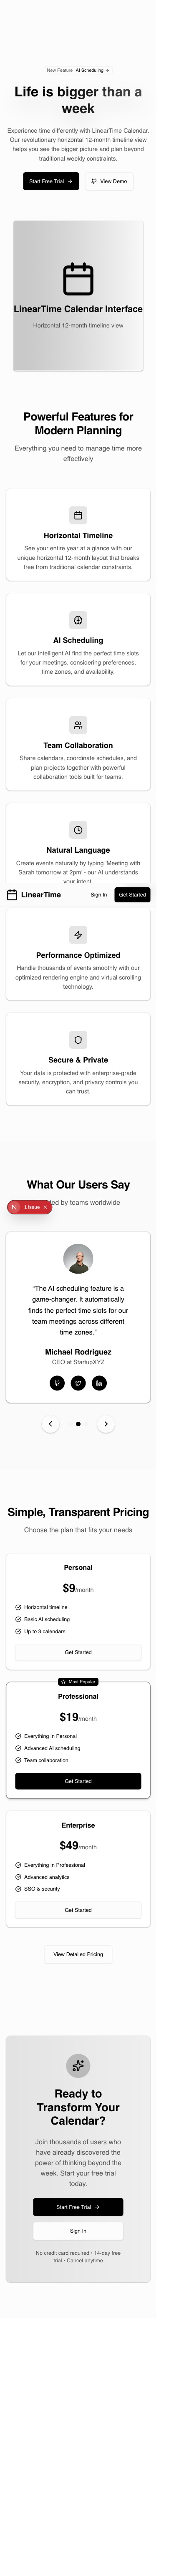 New Feature AI Scheduling →
Life is bigger than a
week
Experience time differently with LinearTime Calendar.
Our revolutionary horizontal 12-month timeline view
helps you see the bigger picture and plan beyond
traditional weekly constraints.
Start Free Trial →
View Demo
LinearTime Calendar Interface
Horizontal 12-month timeline view
Powerful Features for
Modern Planning
Everything you need to manage time more
effectively
Horizontal Timeline
See your entire year at a glance with our
unique horizontal 12-month layout that breaks
free from traditional calendar constraints.
AI Scheduling
Let our intelligent AI find the perfect time slots
for your meetings, considering preferences,
time zones, and availability.
Team Collaboration
Share calendars, coordinate schedules, and
plan projects together with powerful
collaboration tools built for teams.
Natural Language
Create events naturally by typing 'Meeting with
Sarah tomorrow at 2pm' - our AI understands
your intent.
LinearTime
Sign In
Get Started
Performance Optimized
Handle thousands of events smoothly with our
optimized rendering engine and virtual scrolling
technology.
Secure & Private
Your data is protected with enterprise-grade
security, encryption, and privacy controls you
can trust.
What Our Users Say
by teams worldwide
N 1 Issue ×
“The AI scheduling feature is a
game-changer. It automatically
finds the perfect time slots for our
team meetings across different
time zones.”
Michael Rodriguez
CEO at StartupXYZ
Simple, Transparent Pricing
Choose the plan that fits your needs
Personal
$9/month
Horizontal timeline
Basic AI scheduling
Up to 3 calendars
Get Started
Most Popular
Professional
$19/month
Everything in Personal
Advanced AI scheduling
Team collaboration
Get Started
Enterprise
$49/month
Everything in Professional
Advanced analytics
SSO & security
Get Started
View Detailed Pricing
Ready to
Transform Your
Calendar?
Join thousands of users who
have already discovered the
power of thinking beyond the
week. Start your free trial
today.
Start Free Trial →
Sign In
No credit card required • 14-day free
trial • Cancel anytime